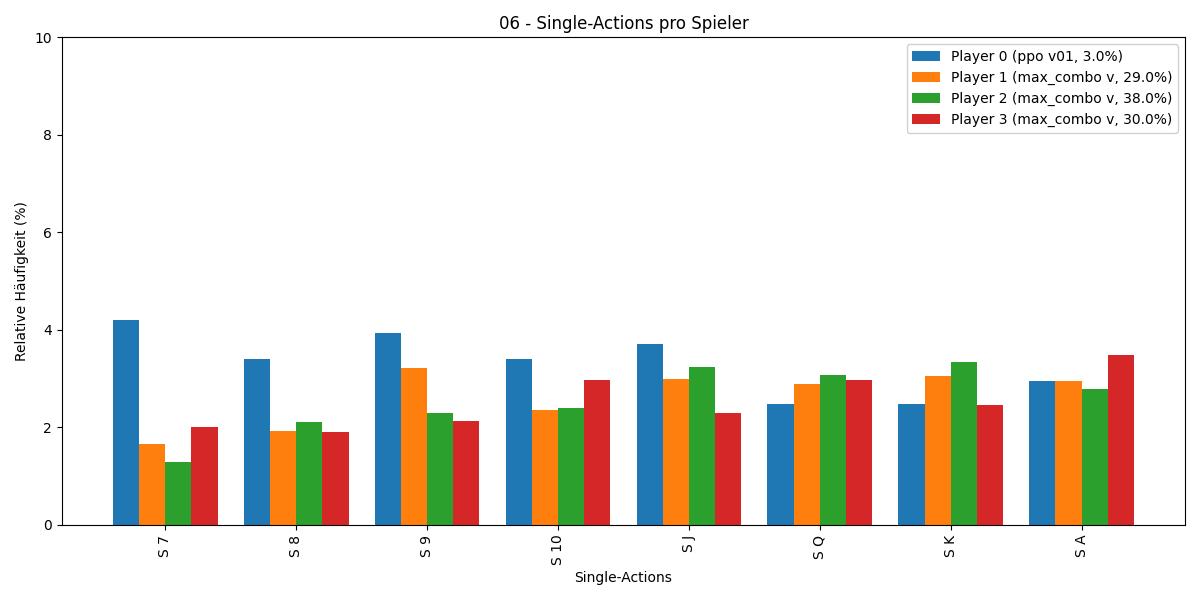 06 - Single-Actions pro Spieler
Player 0 (ppo v01, 3.0%)
Player 1 (max_combo v, 29.0%)
Player 2 (max_combo v, 38.0%)
Player 3 (max_combo v, 30.0%)
Relative Häufigkeit (%)
10
8
6
4
2
0
S 7
S 8
S 9
S 10
S J
S Q
S K
S A
Single-Actions